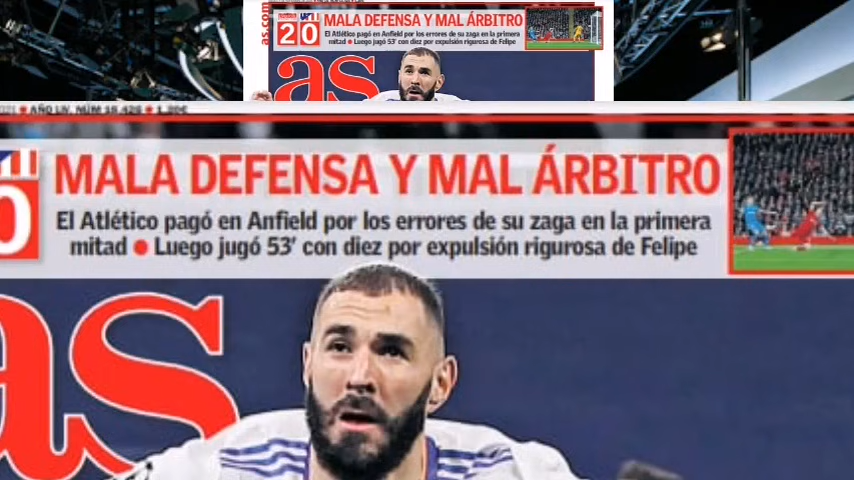 as.com
2 0
MALA DEFENSA Y MAL ÁRBITRO
El Atlético pagó en Anfield por los errores de su zaga en la primera
mitad ● Luego jugó 53' con diez por expulsión rigurosa de Felipe
as
AÑO LIV. NÚM 18.426 ● 1,20€
0
MALA DEFENSA Y MAL ÁRBITRO
El Atlético pagó en Anfield por los errores de su zaga en la primera
mitad ● Luego jugó 53' con diez por expulsión rigurosa de Felipe
as